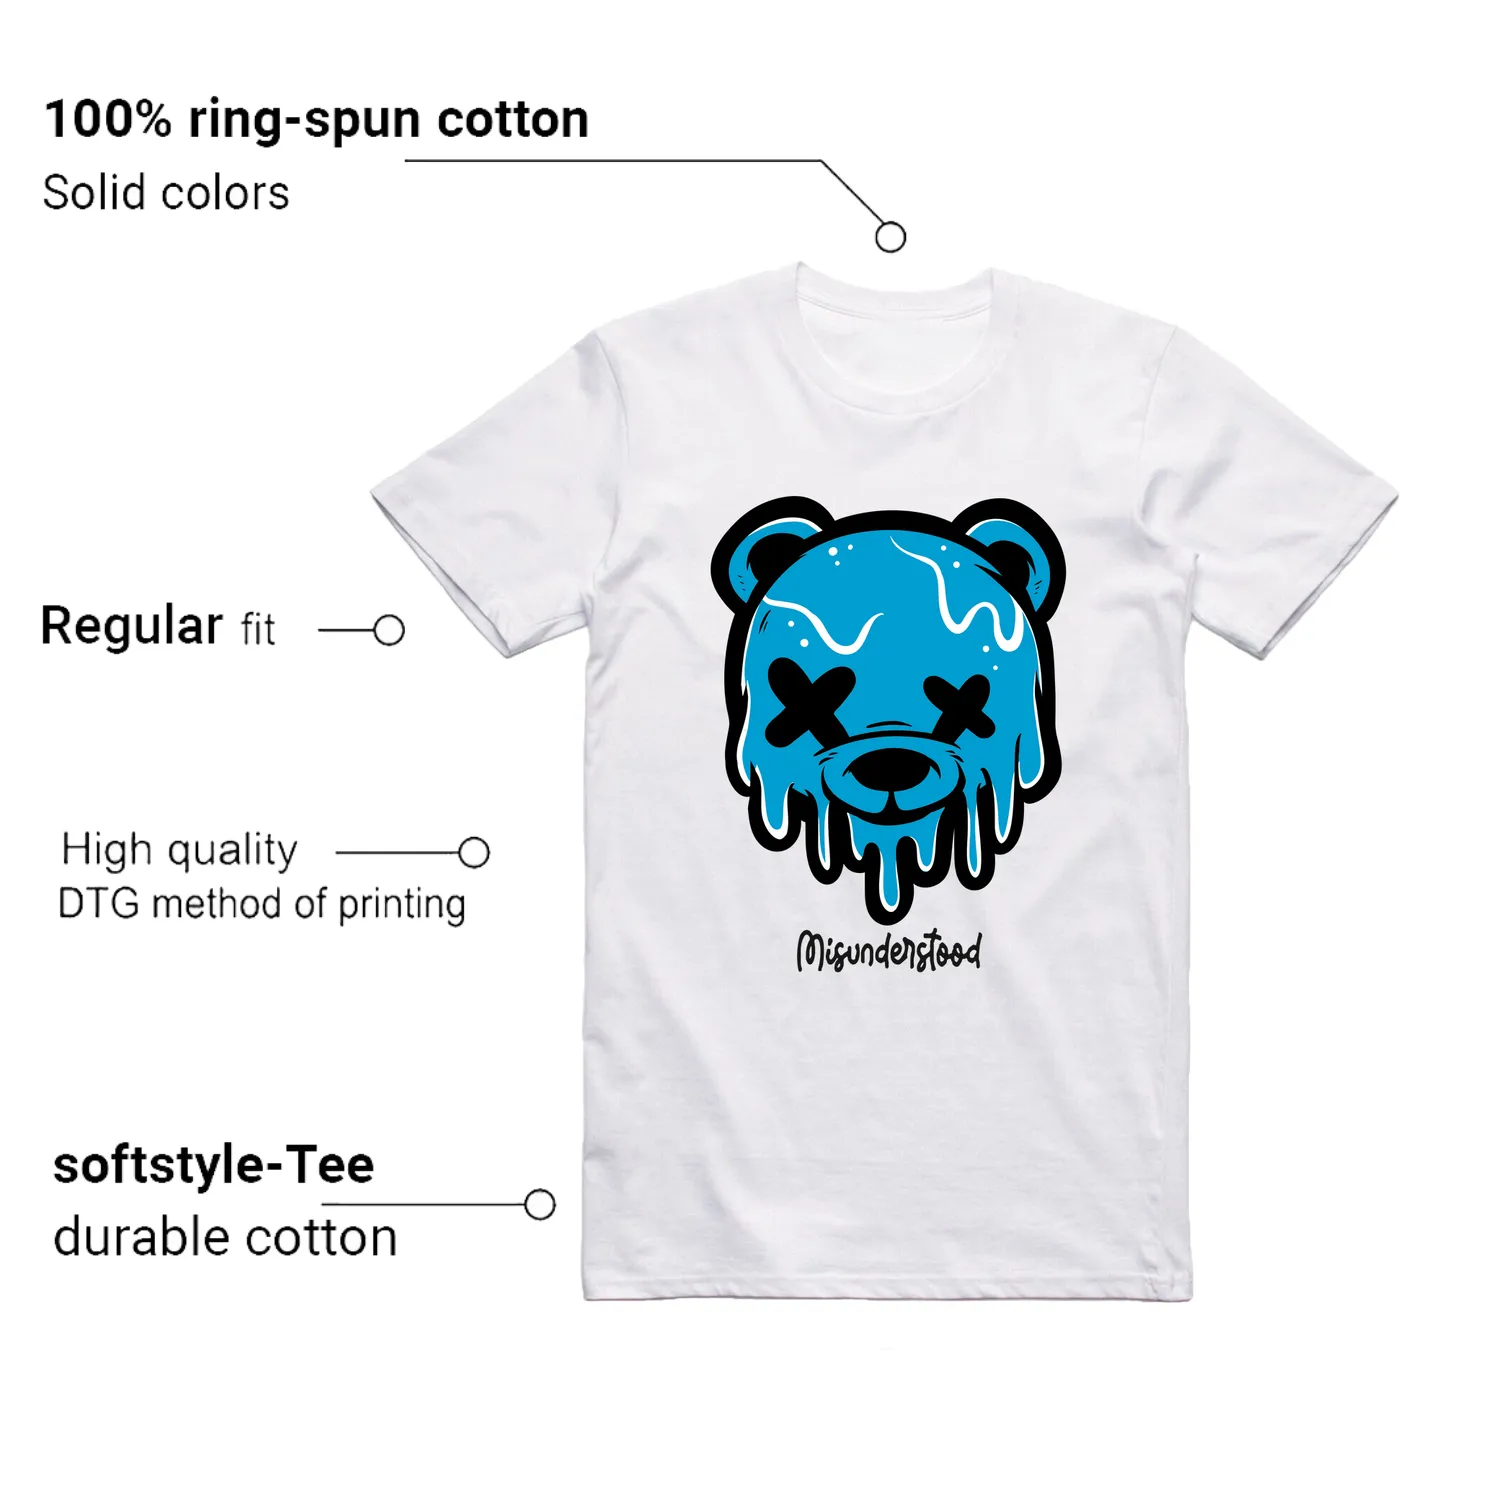 100% ring-spun cotton
Solid colors
Regular fit
High quality
DTG method of printing
Misunderstood
softstyle-Tee
durable cotton